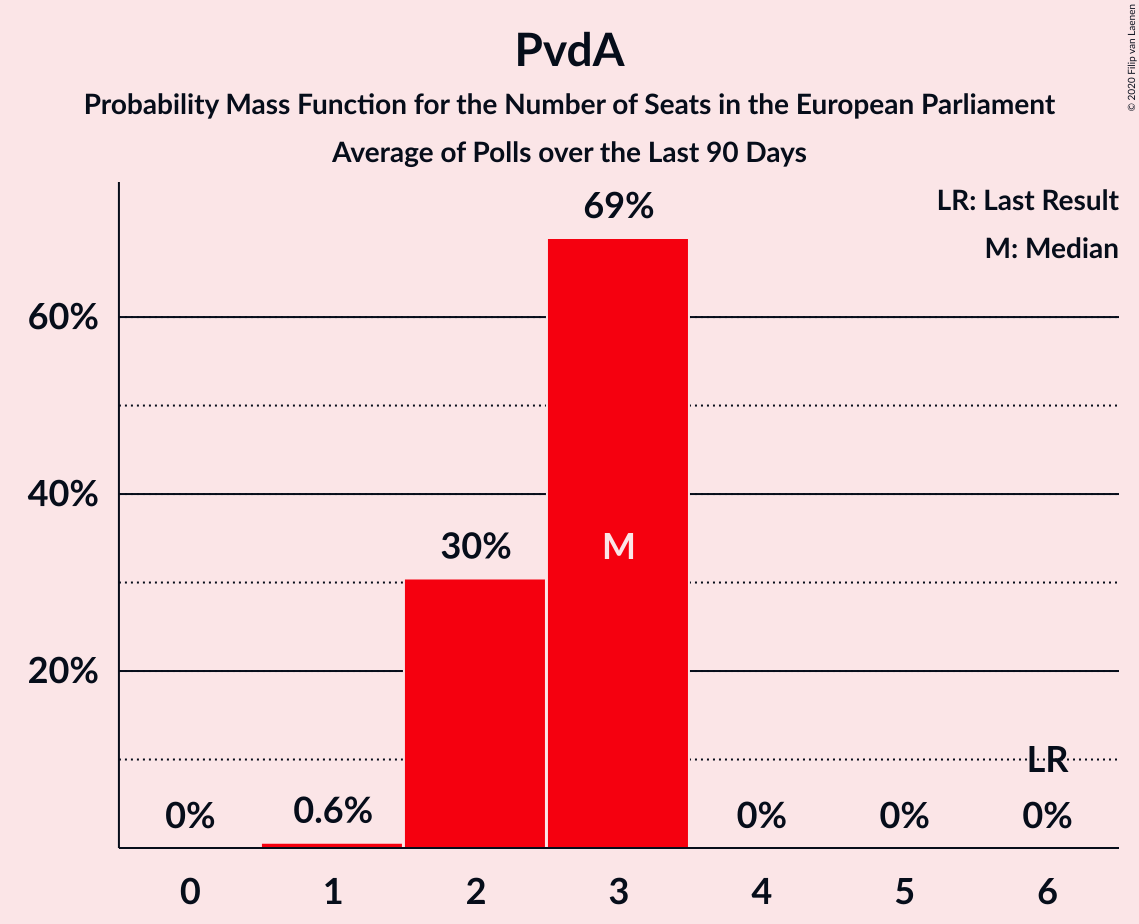 PvdA
Probability Mass Function for the Number of Seats in the European Parliament
Average of Polls over the Last 90 Days
© 2020 Filip van Laenen
LR: Last Result
M: Median
69%
60%
40%
30%
M
20%
LR
0%
0.6%
0%
0%
0%
0 1 2 3 4 5 6